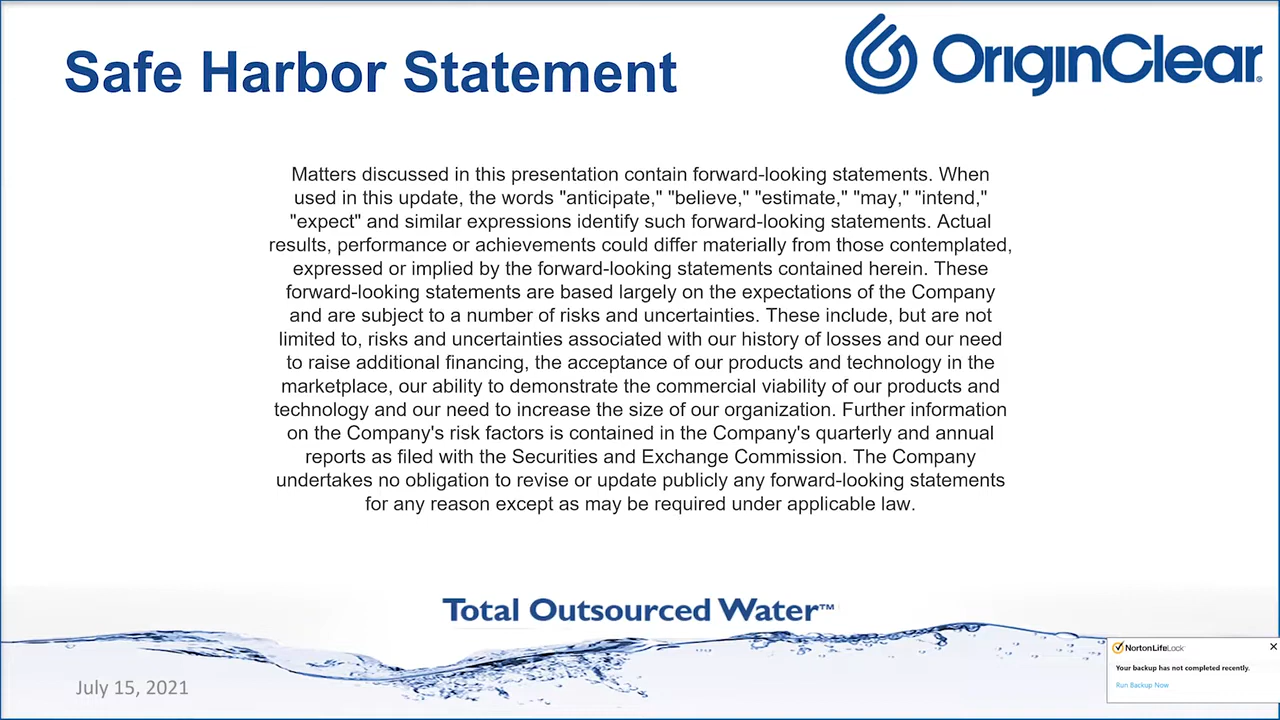 Safe Harbor Statement
OriginClear®
Matters discussed in this presentation contain forward-looking statements. When
used in this update, the words "anticipate," "believe," "estimate," "may," "intend,"
"expect" and similar expressions identify such forward-looking statements. Actual
results, performance or achievements could differ materially from those contemplated,
expressed or implied by the forward-looking statements contained herein. These
forward-looking statements are based largely on the expectations of the Company
and are subject to a number of risks and uncertainties. These include, but are not
limited to, risks and uncertainties associated with our history of losses and our need
to raise additional financing, the acceptance of our products and technology in the
marketplace, our ability to demonstrate the commercial viability of our products and
technology and our need to increase the size of our organization. Further information
on the Company's risk factors is contained in the Company's quarterly and annual
reports as filed with the Securities and Exchange Commission. The Company
undertakes no obligation to revise or update publicly any forward-looking statements
for any reason except as may be required under applicable law.
Total Outsourced Water™
NortonLifeLock
Your backup has not completed recently.
Run Backup Now
July 15, 2021